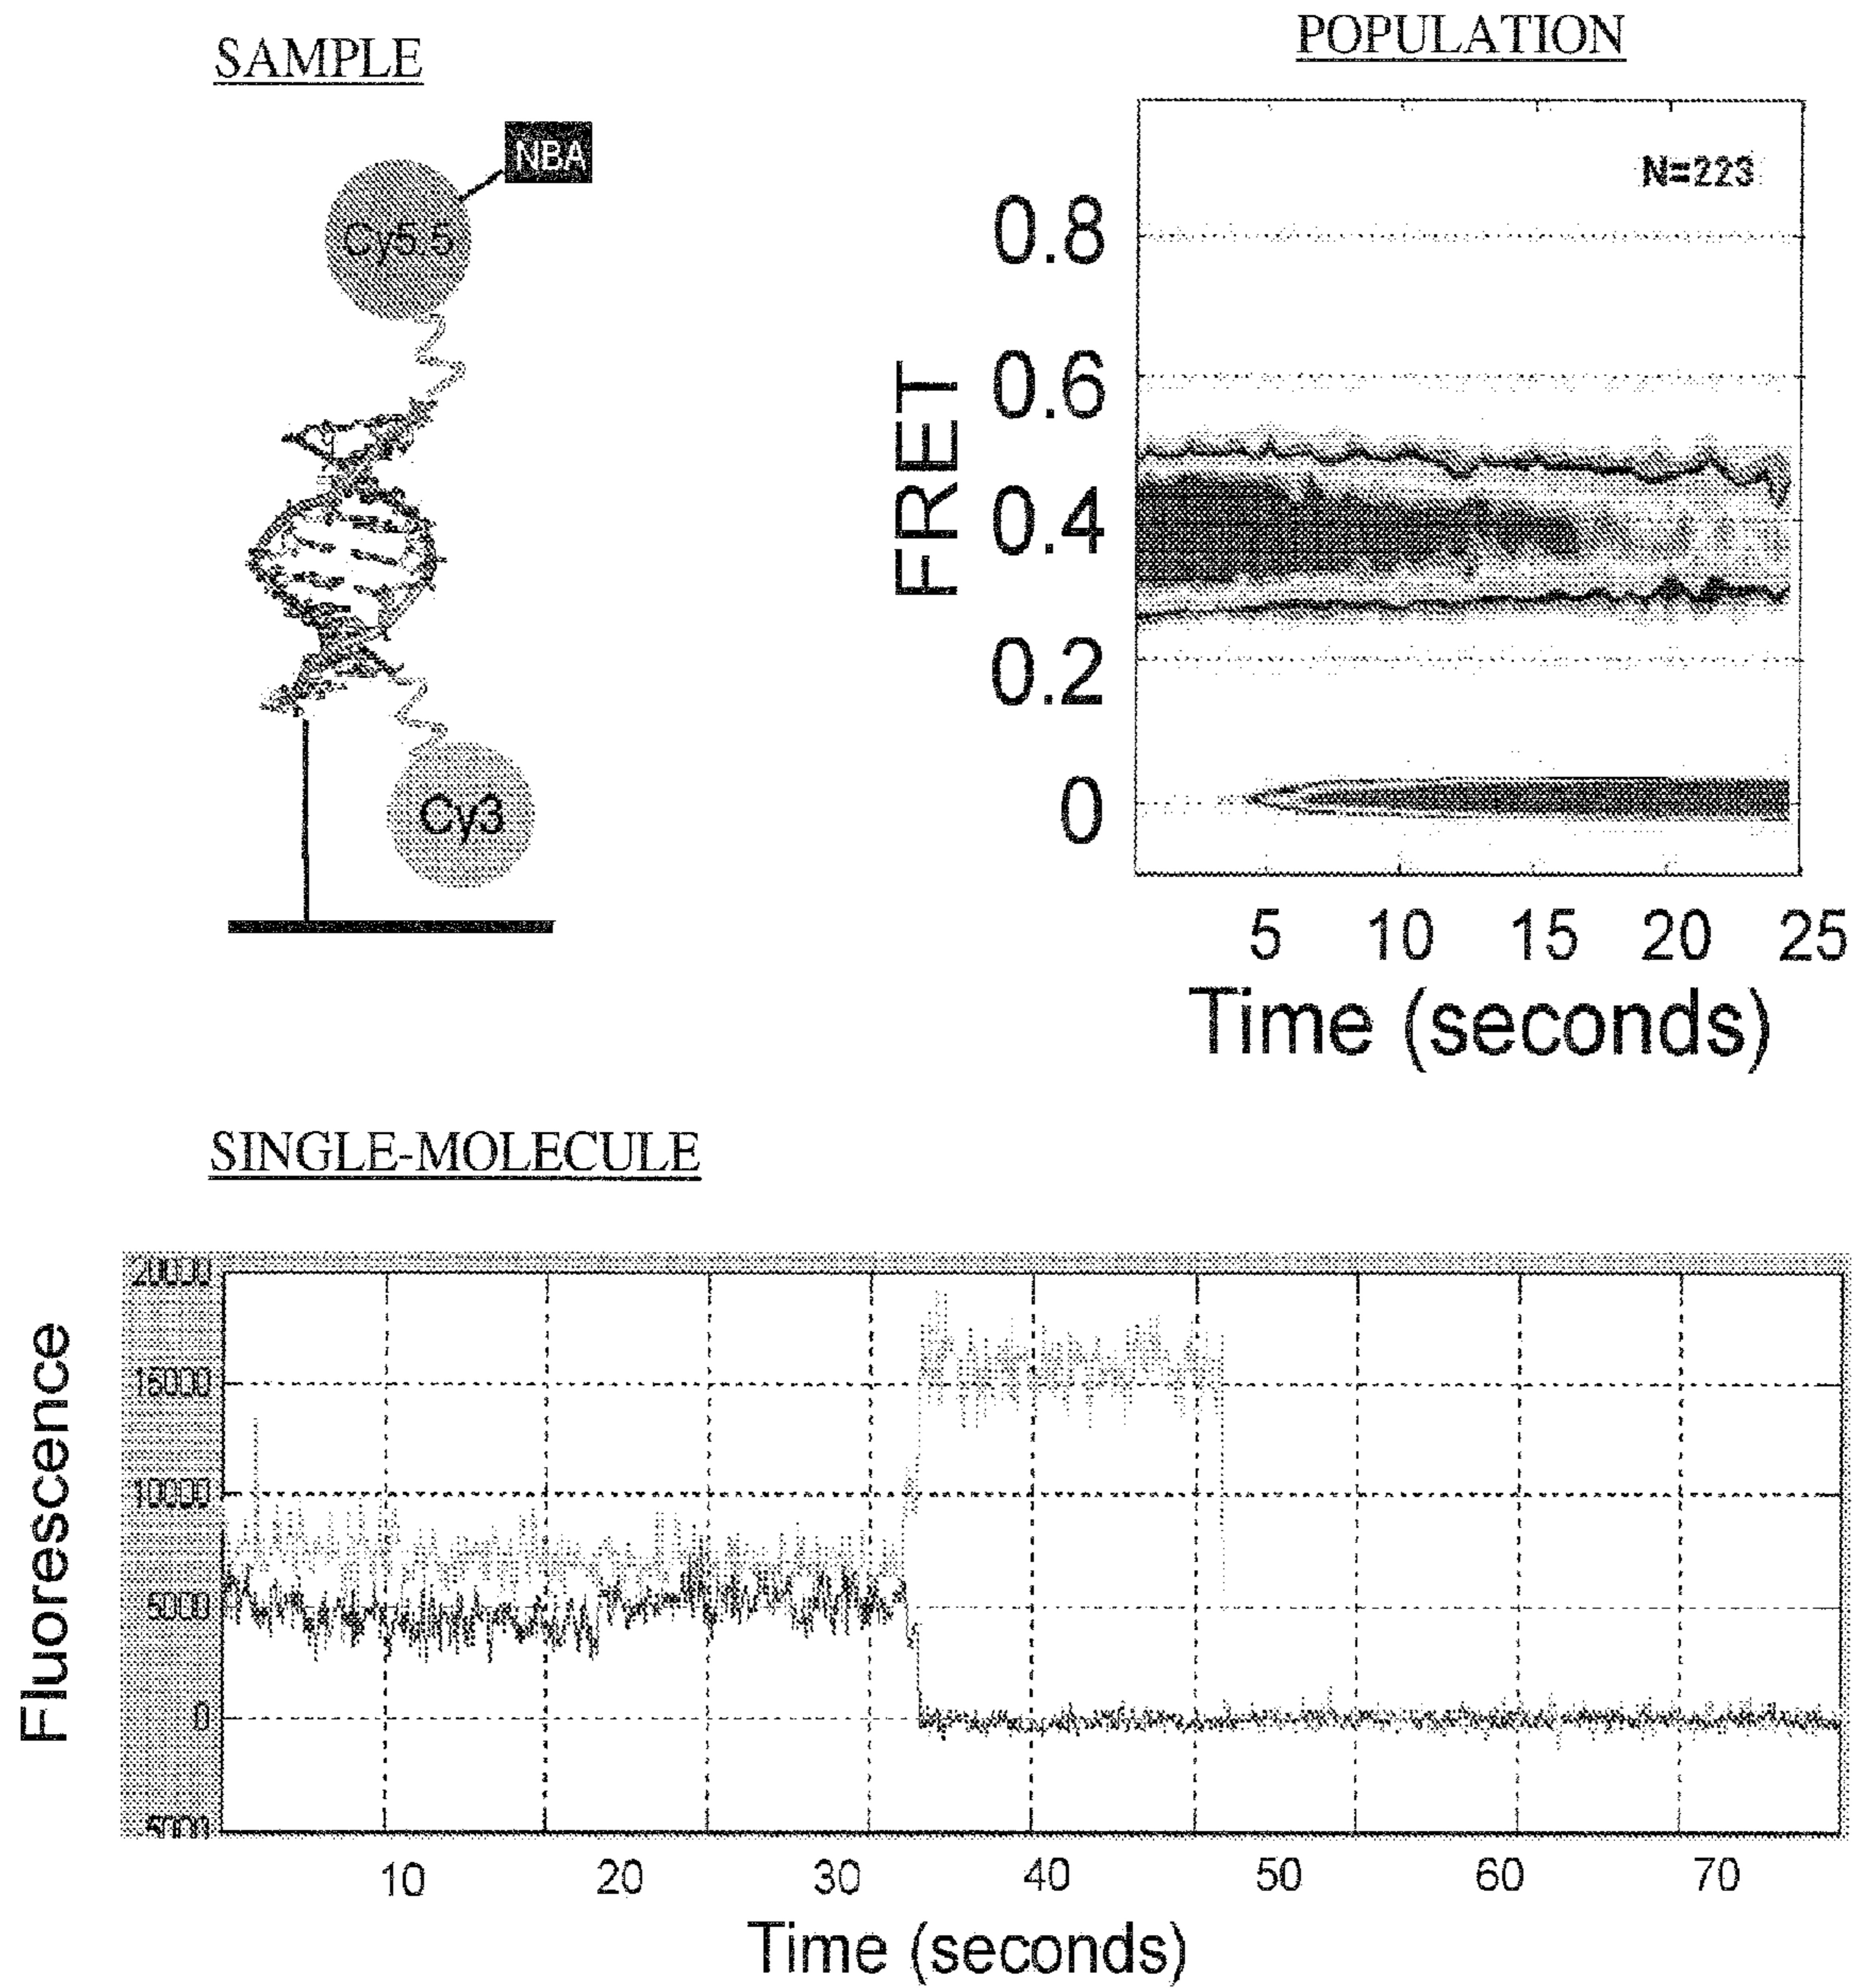 SAMPLE
NBA
Cy5.5
Cy3
POPULATION
N=223
FRET
0.8
0.6
0.4
0.2
0
5 10 15 20 25
Time (seconds)
SINGLE-MOLECULE
Fluorescence
20000
15000
10000
5000
0
5000
10 20 30 40 50 60 70
Time (seconds)